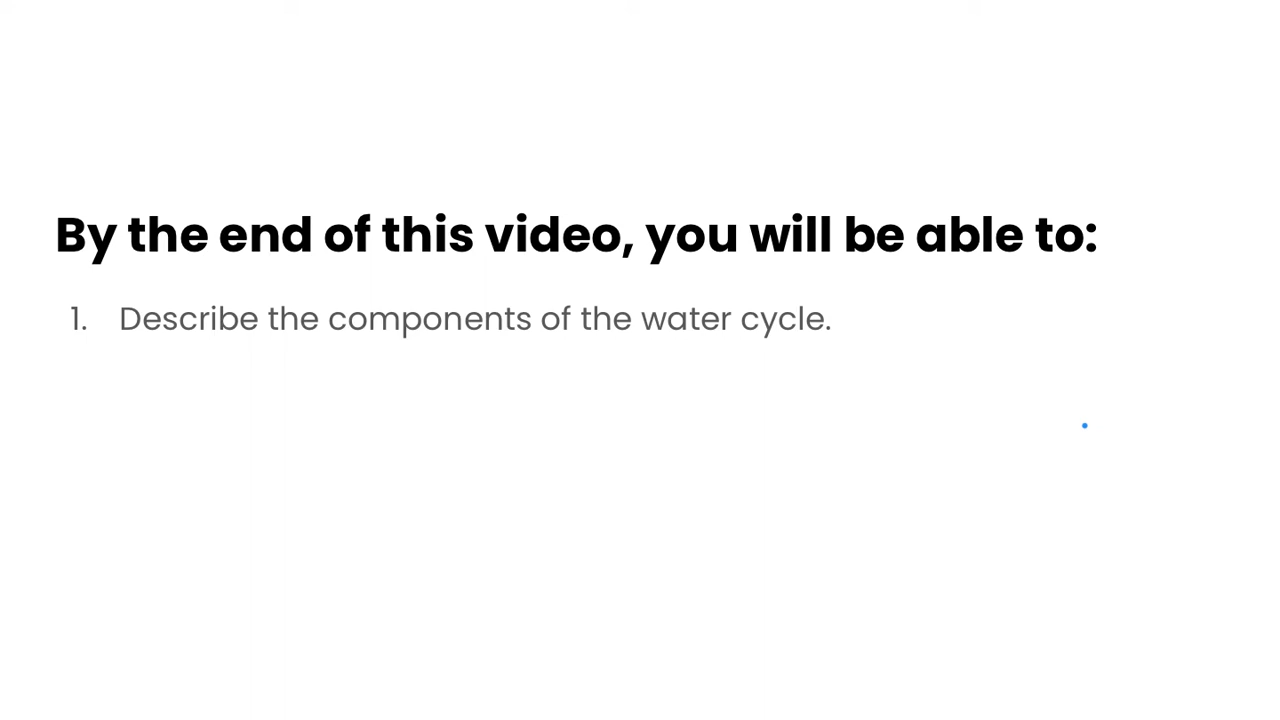 By the end of this video, you will be able to:
1. Describe the components of the water cycle.